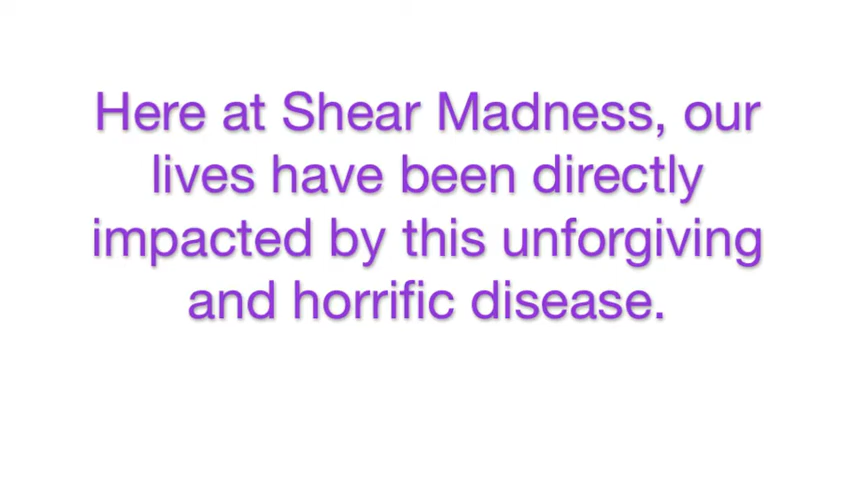 Here at Shear Madness, our
lives have been directly
impacted by this unforgiving
and horrific disease.